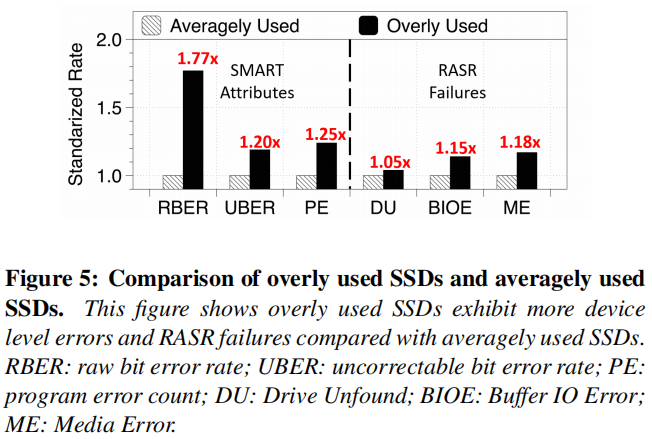 Averagely Used Overly Used
2.0
1.77x
SMART RASR
Attributes Failures
1.5
1.20x 1.25x 1.05x 1.15x 1.18x
1.0
Standarized Rate
RBER UBER PE DU BIOE ME
Figure 5: Comparison of overly used SSDs and averagely used
SSDs. This figure shows overly used SSDs exhibit more device
level errors and RASR failures compared with averagely used SSDs.
RBER: raw bit error rate; UBER: uncorrectable bit error rate; PE:
program error count; DU: Drive Unfound; BIOE: Buffer IO Error;
ME: Media Error.